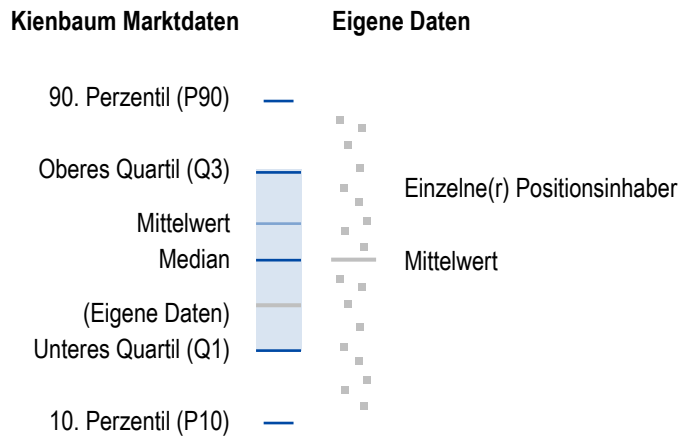 Kienbaum Marktdaten
Eigene Daten
90. Perzentil (P90)
Oberes Quartil (Q3)
Einzelne(r) Positionsinhaber
Mittelwert
Median
Mittelwert
(Eigene Daten)
Unteres Quartil (Q1)
10. Perzentil (P10)